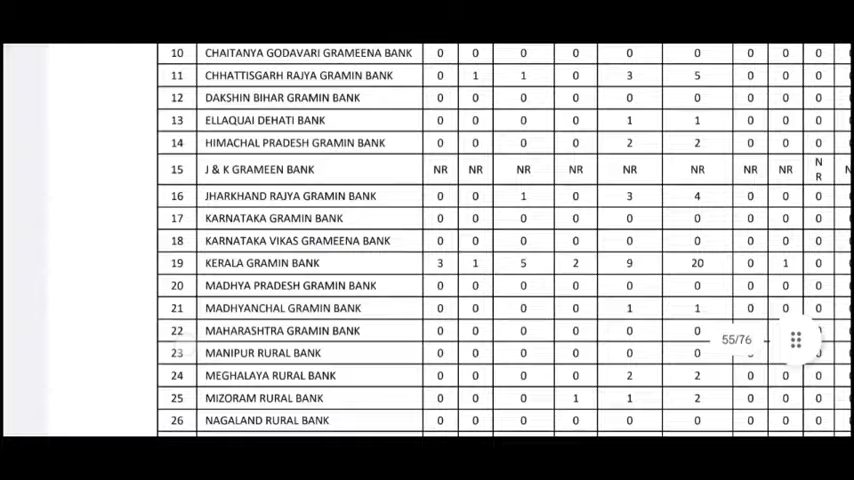 10 CHAITANYA GODAVARI GRAMEENA BANK 0 0 0 0 0 0 0 0 0
11 CHHATTISGARH RAJYA GRAMIN BANK 0 1 1 0 3 5 0 0 0
12 DAKSHIN BIHAR GRAMIN BANK 0 0 0 0 0 0 0 0 0
13 ELLAQUAI DEHATI BANK 0 0 0 0 1 1 0 0 0
14 HIMACHAL PRADESH GRAMIN BANK 0 0 0 0 2 2 0 0 0
15 J & K GRAMEEN BANK NR NR NR NR NR NR NR NR NR N
16 JHARKHAND RAJYA GRAMIN BANK 0 0 1 0 3 4 0 0 0
17 KARNATAKA GRAMIN BANK 0 0 0 0 0 0 0 0 0
18 KARNATAKA VIKAS GRAMEENA BANK 0 0 0 0 0 0 0 0 0
19 KERALA GRAMIN BANK 3 1 5 2 9 20 0 1 0
20 MADHYA PRADESH GRAMIN BANK 0 0 0 0 0 0 0 0 0
21 MADHYANCHAL GRAMIN BANK 0 0 0 0 1 1 0 0 0
22 MAHARASHTRA GRAMIN BANK 0 0 0 0 0 0 0
55/76
23 MANIPUR RURAL BANK 0 0 0 0 0 0 0 0
24 MEGHALAYA RURAL BANK 0 0 0 0 2 2 0 0 0
25 MIZORAM RURAL BANK 0 0 0 1 1 2 0 0 0
26 NAGALAND RURAL BANK 0 0 0 0 0 0 0 0 0